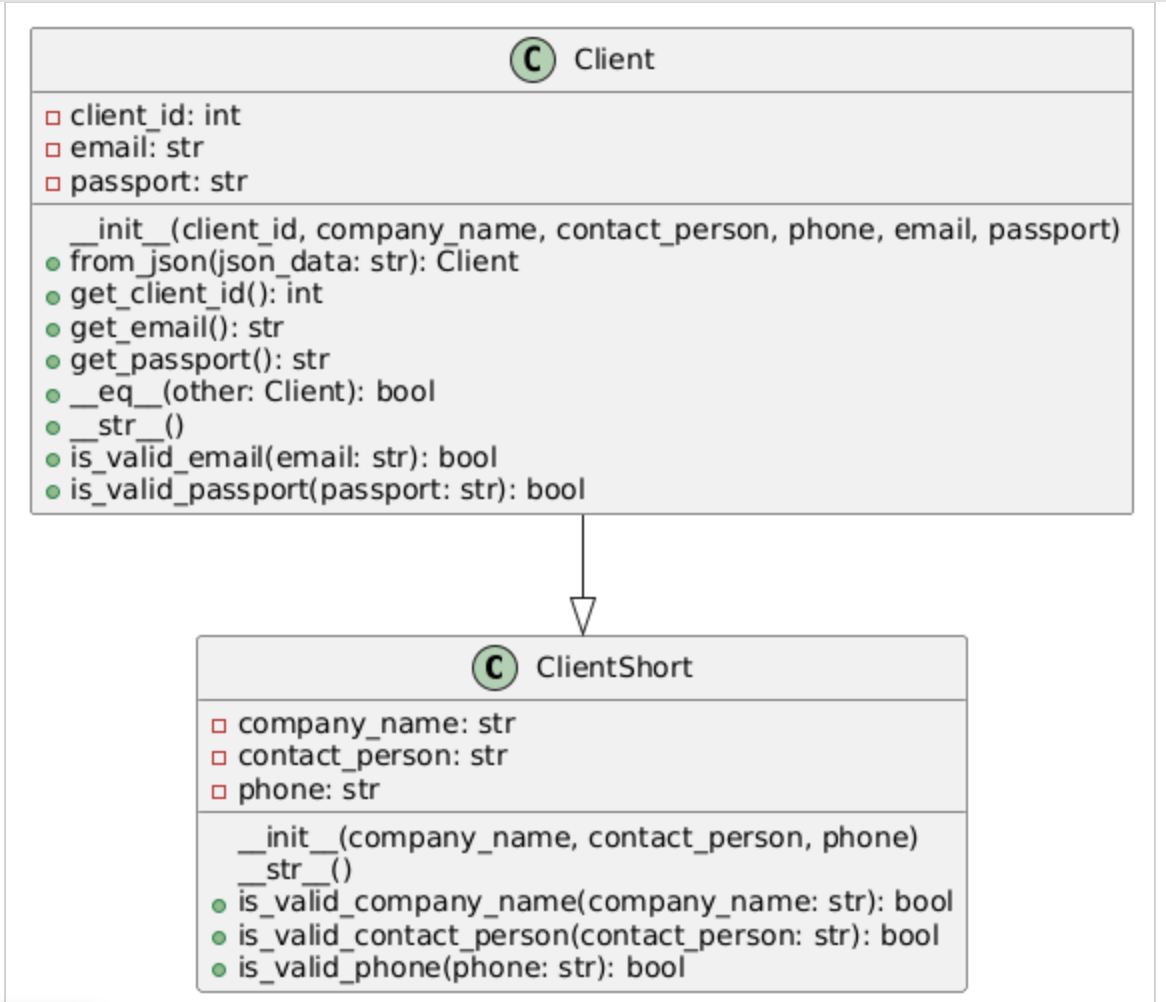 C Client
client_id: int
email: str
passport: str
__init__(client_id, company_name, contact_person, phone, email, passport)
from_json(json_data: str): Client
get_client_id(): int
get_email(): str
get_passport(): str
__eq__(other: Client): bool
__str__()
is_valid_email(email: str): bool
is_valid_passport(passport: str): bool
C ClientShort
company_name: str
contact_person: str
phone: str
__init__(company_name, contact_person, phone)
__str__()
is_valid_company_name(company_name: str): bool
is_valid_contact_person(contact_person: str): bool
is_valid_phone(phone: str): bool